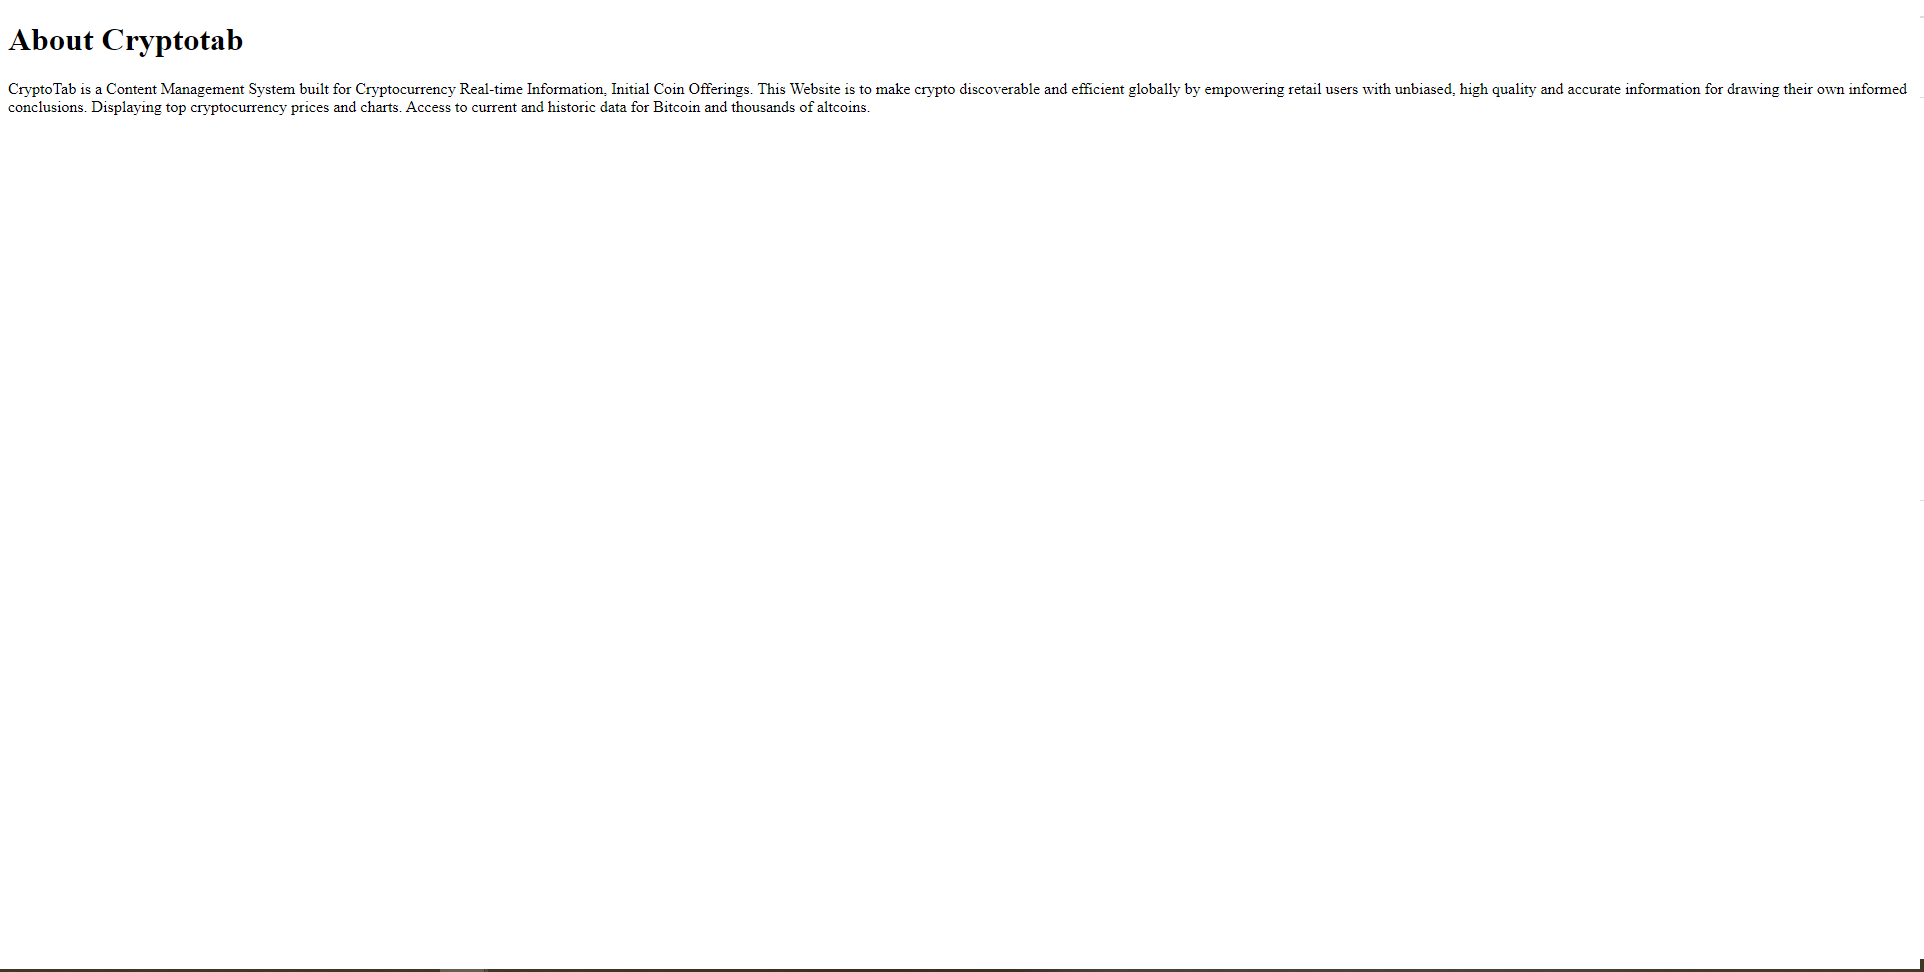 About Cryptotab
CryptoTab is a Content Management System built for Cryptocurrency Real-time Information, Initial Coin Offerings. This Website is to make crypto discoverable and efficient globally by empowering retail users with unbiased, high quality and accurate information for drawing their own informed
conclusions. Displaying top cryptocurrency prices and charts. Access to current and historic data for Bitcoin and thousands of altcoins.